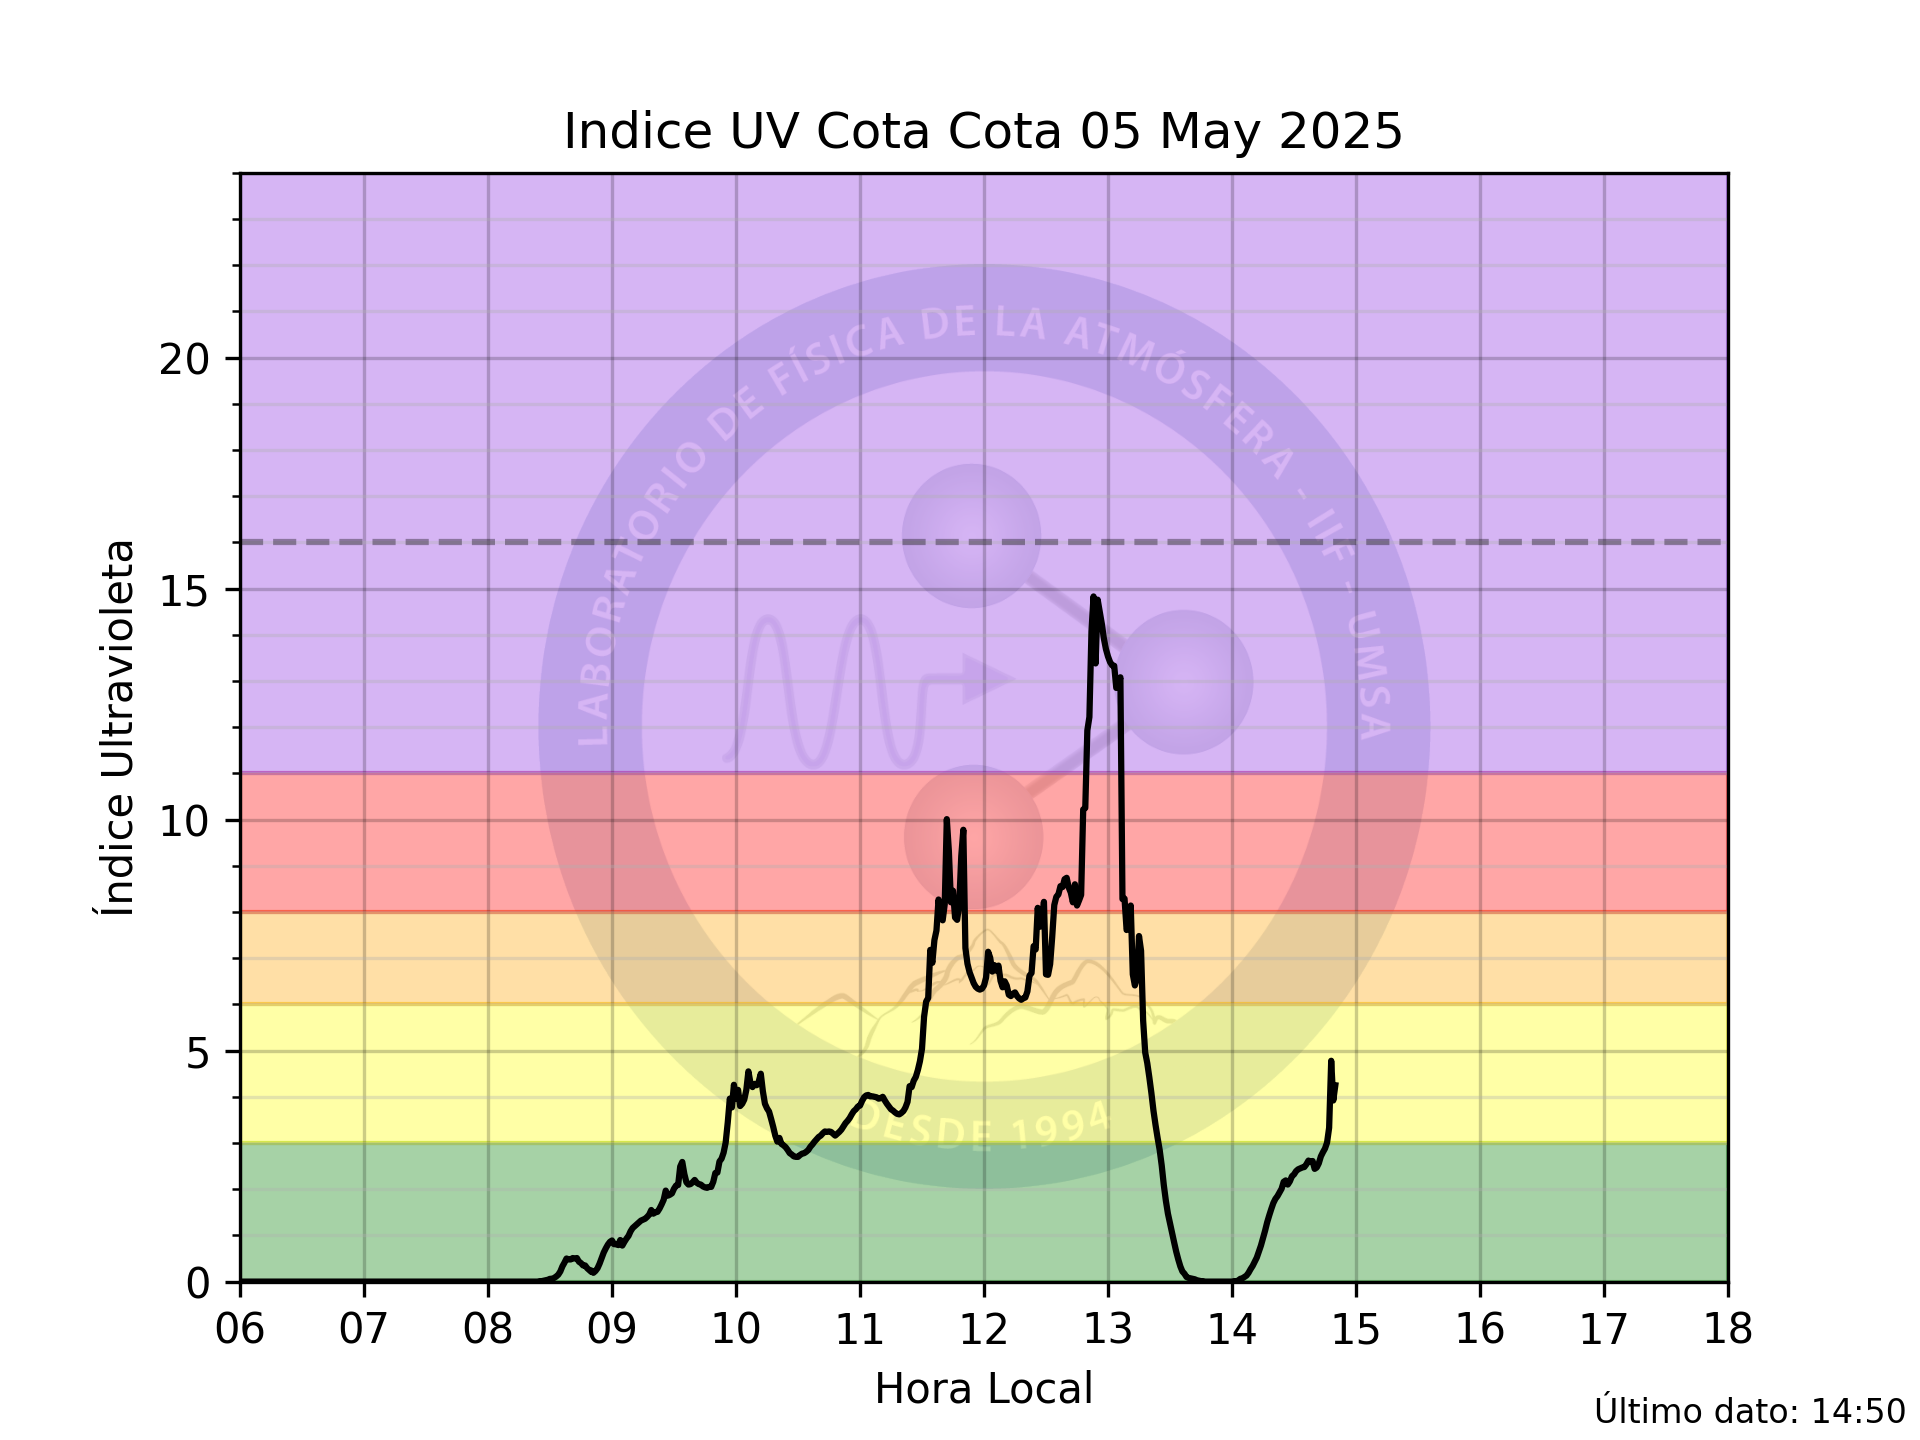 Indice UV Cota Cota 05 May 2025
LABORATORIO DE FÍSICA DE LA ATMÓSFERA - IIF - UMSA
DESDE 1994
Índice Ultravioleta
20
15
10
5
0
06 07 08 09 10 11 12 13 14 15 16 17 18
Hora Local
Último dato: 14:50